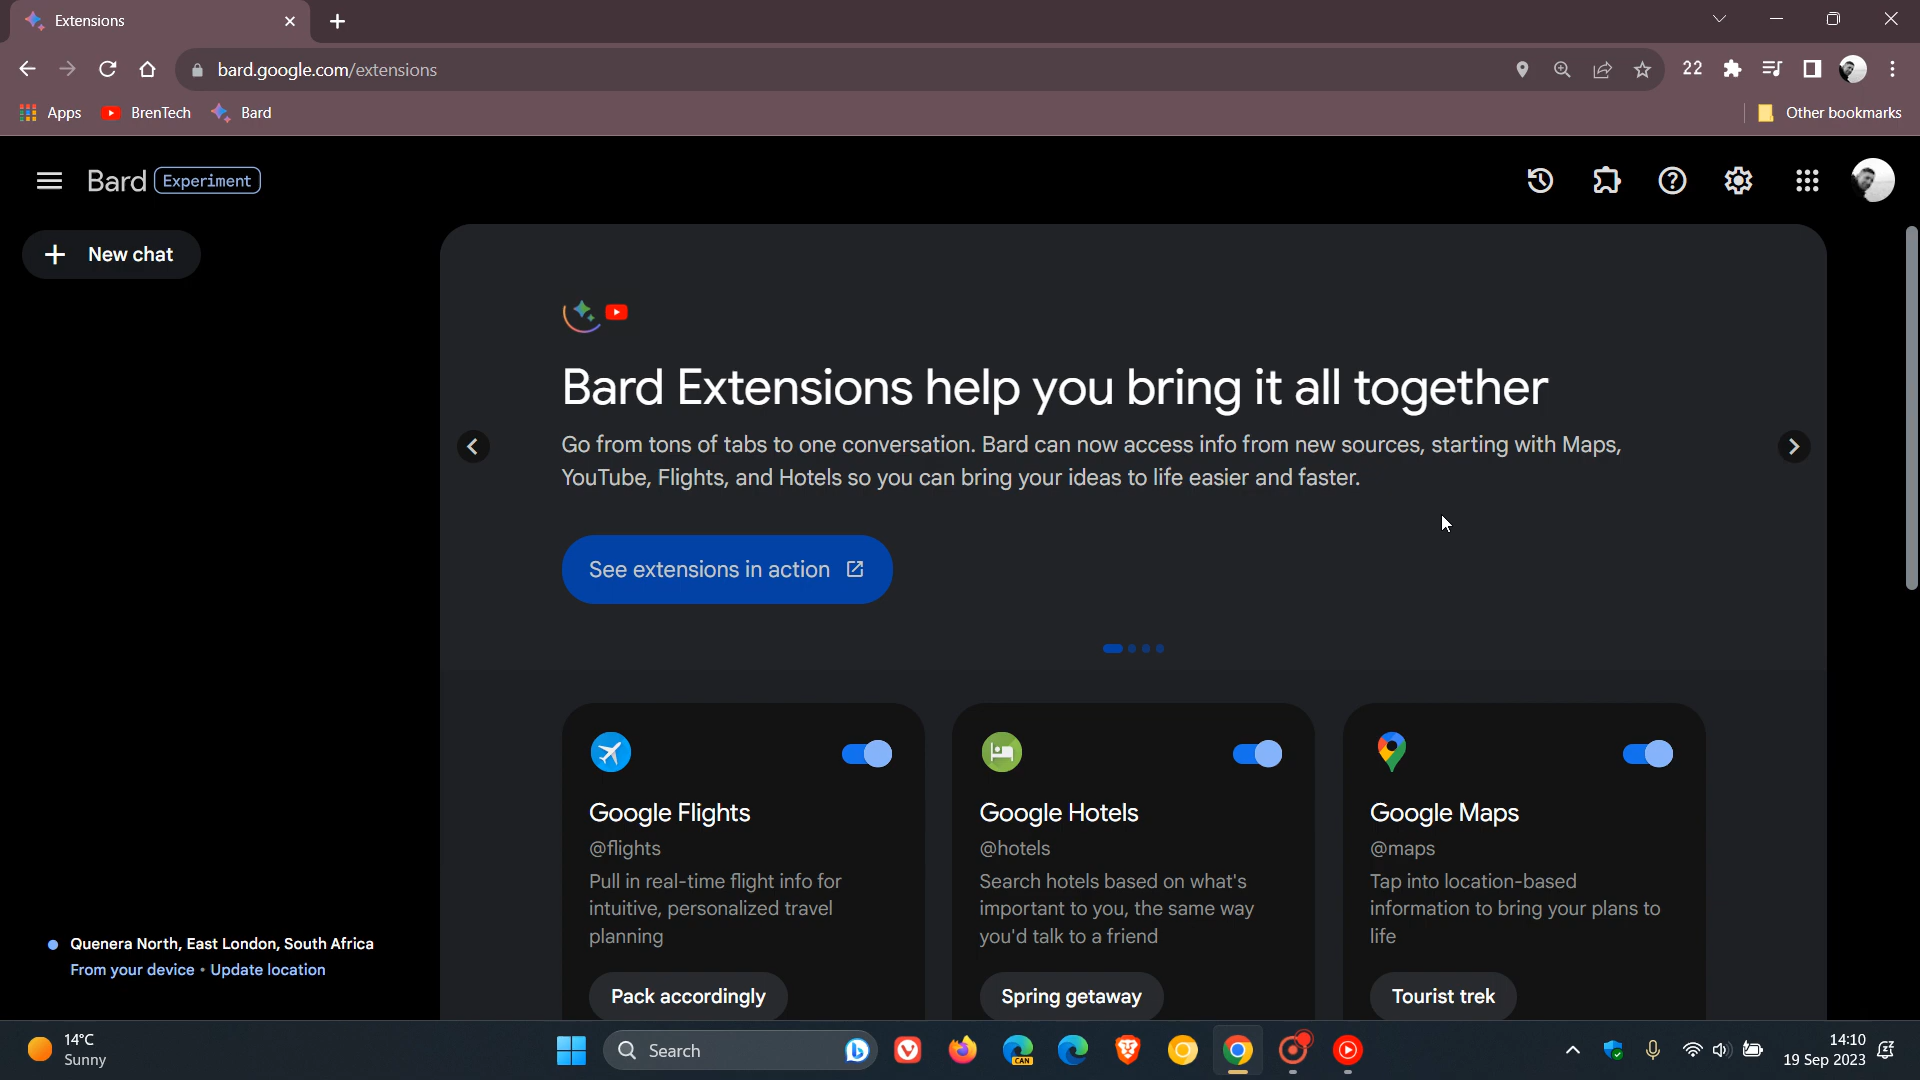 Extensions
bard.google.com/extensions
22
Apps
BrenTech
Bard
Other bookmarks
Bard Experiment
New chat
Bard Extensions help you bring it all together
Go from tons of tabs to one conversation. Bard can now access info from new sources, starting with Maps,
YouTube, Flights, and Hotels so you can bring your ideas to life easier and faster.
See extensions in action
Google Flights
@flights
Pull in real-time flight info for
intuitive, personalized travel
planning
Pack accordingly
Google Hotels
@hotels
Search hotels based on what's
important to you, the same way
you'd talk to a friend
Spring getaway
Google Maps
@maps
Tap into location-based
information to bring your plans to
life
Tourist trek
Quenera North, East London, South Africa
From your device • Update location
14°C
Sunny
Search
CAN
14:10
19 Sep 2023